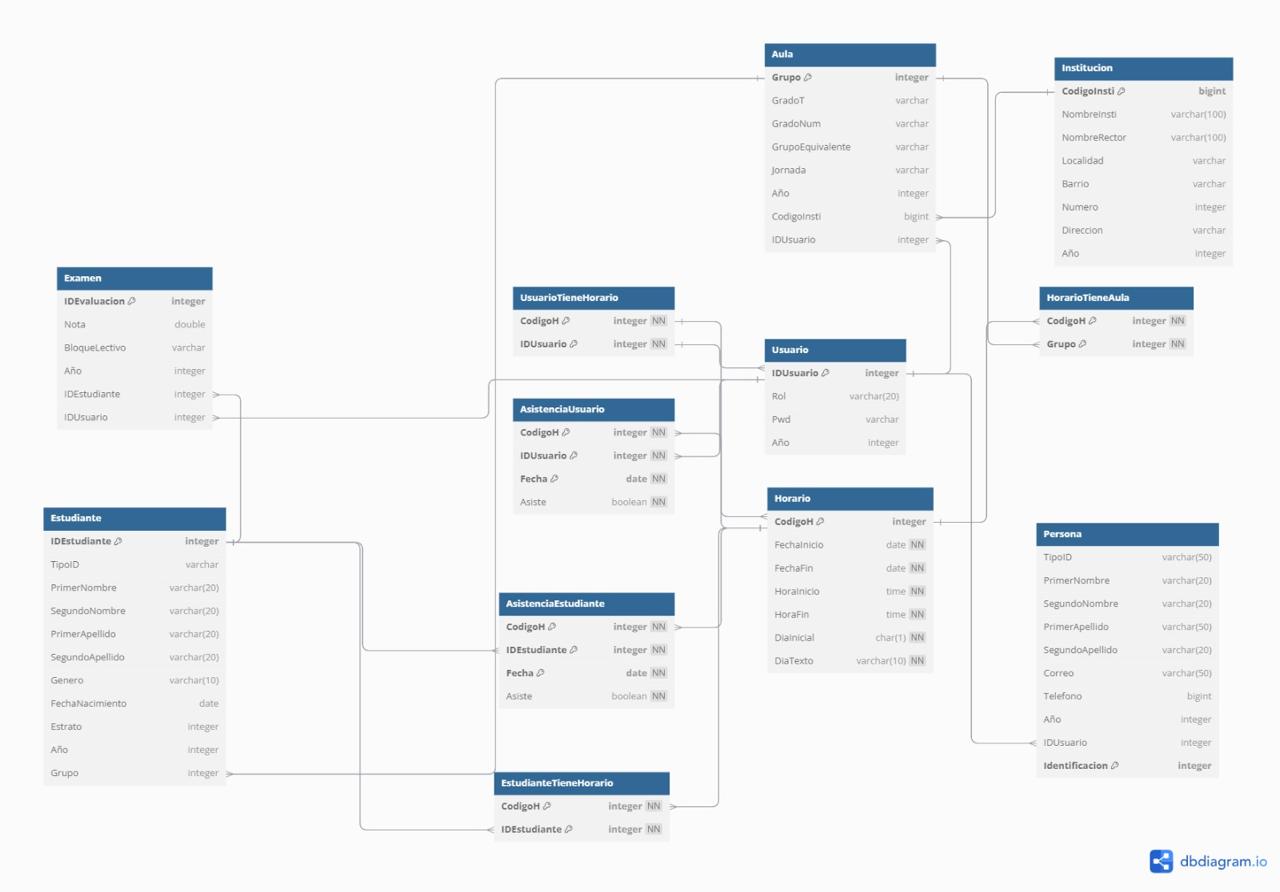 Aula
Grupo integer
GradoT varchar
GradoNum varchar
GrupoEquivalente varchar
Jornada varchar
Año integer
CodigoInsti bigint
IDUsuario integer
Institucion
CodigoInsti bigint
NombreInsti varchar(100)
NombreRector varchar(100)
Localidad varchar
Barrio varchar
Numero integer
Direccion varchar
Año integer
Examen
IDEvaluacion integer
Nota double
BloqueLectivo varchar
Año integer
IDEstudiante integer
IDUsuario integer
UsuarioTieneHorario
CodigoH integer NN
IDUsuario integer NN
HorarioTieneAula
CodigoH integer NN
Grupo integer NN
Usuario
IDUsuario integer
Rol varchar(20)
Pwd varchar
Año integer
AsistenciaUsuario
CodigoH integer NN
IDUsuario integer NN
Fecha date NN
Asiste boolean NN
Horario
CodigoH integer
FechaInicio date NN
FechaFin date NN
HoraInicio time NN
HoraFin time NN
DiaInicial char(1) NN
DiaTexto varchar(10) NN
Estudiante
IDEstudiante integer
TipoID varchar
PrimerNombre varchar(20)
SegundoNombre varchar(20)
PrimerApellido varchar(20)
SegundoApellido varchar(20)
Genero varchar(10)
FechaNacimiento date
Estrato integer
Año integer
Grupo integer
Persona
TipoID varchar(50)
PrimerNombre varchar(20)
SegundoNombre varchar(20)
PrimerApellido varchar(50)
SegundoApellido varchar(20)
Correo varchar(50)
Telefono bigint
Año integer
IDUsuario integer
Identificacion integer
AsistenciaEstudiante
CodigoH integer NN
IDEstudiante integer NN
Fecha date NN
Asiste boolean NN
EstudianteTieneHorario
CodigoH integer NN
IDEstudiante integer NN
dbdiagram.io